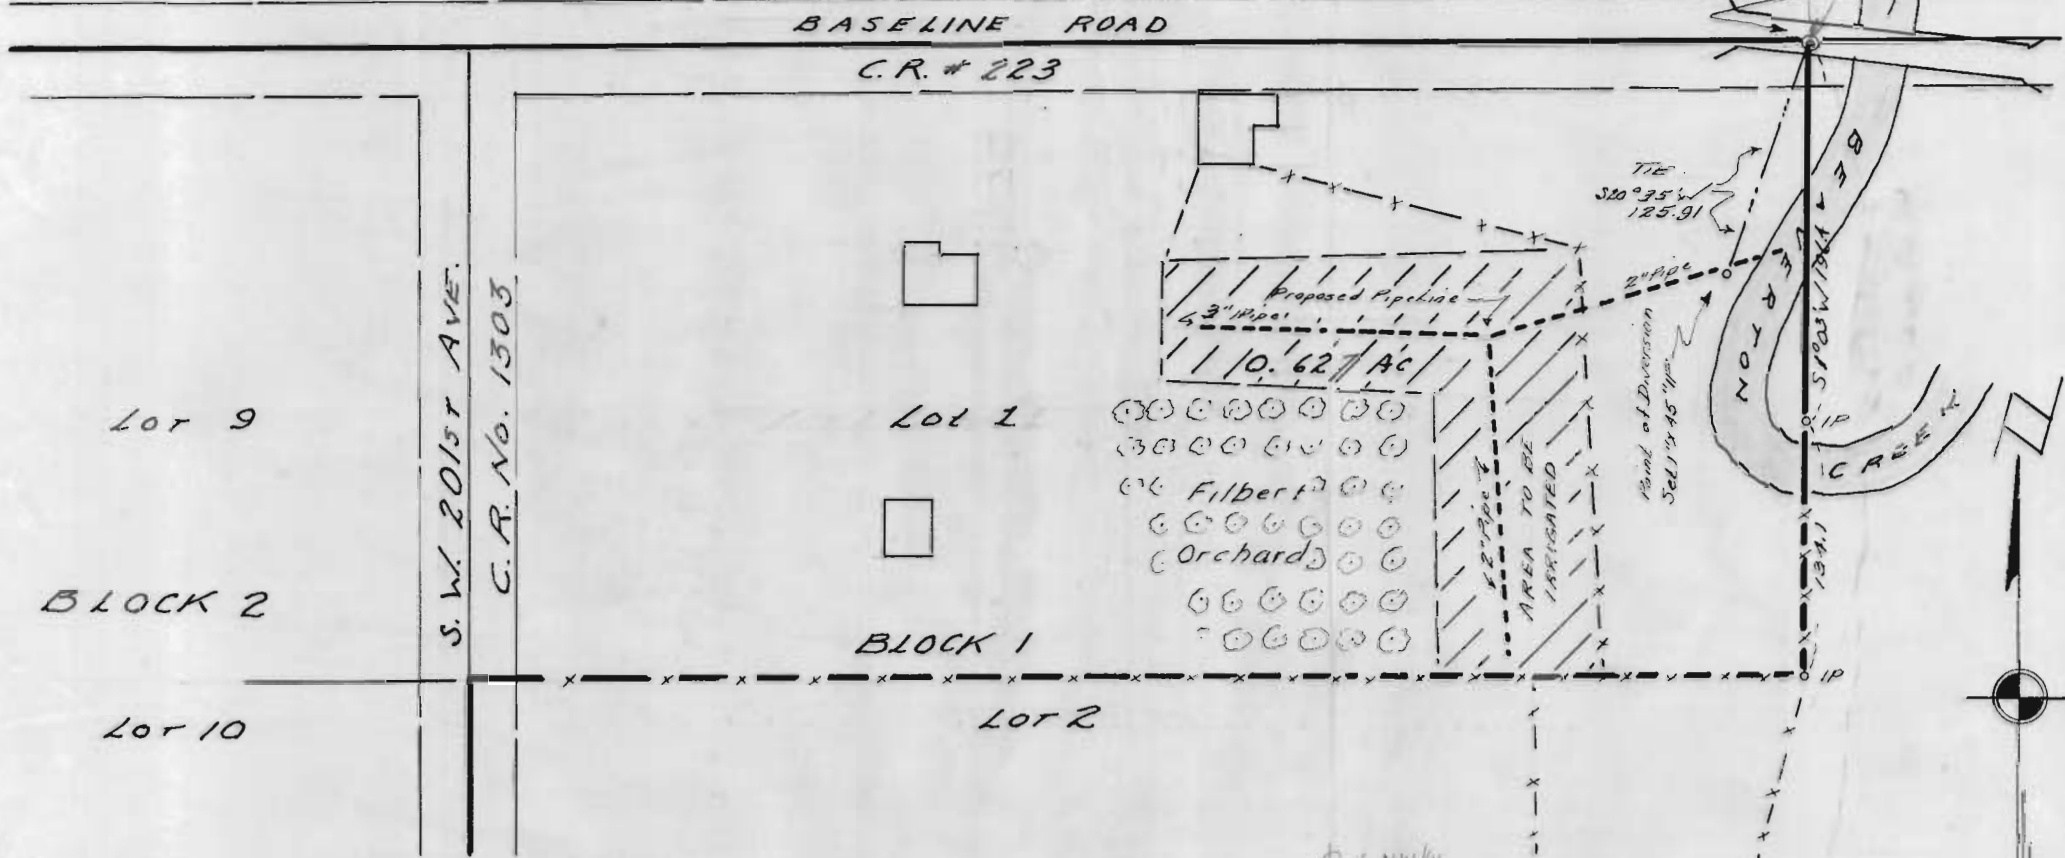 BASELINE ROAD
C.R. # 223
TIE
S20°35'W
125.91
BEAVERTON
CREEK
S.W. 201ST AVE.
C.R. No. 1303
2" Pipe
Proposed Pipeline
3" Pipe
0.627 AC
Point of Diversion
Lot 9
Lot 1
IP
Filbert
Orchard
2" Pipe
AREA TO BE
IRRIGATED
134.1
BLOCK 2
BLOCK 1
IP
Lot 10
Lot 2